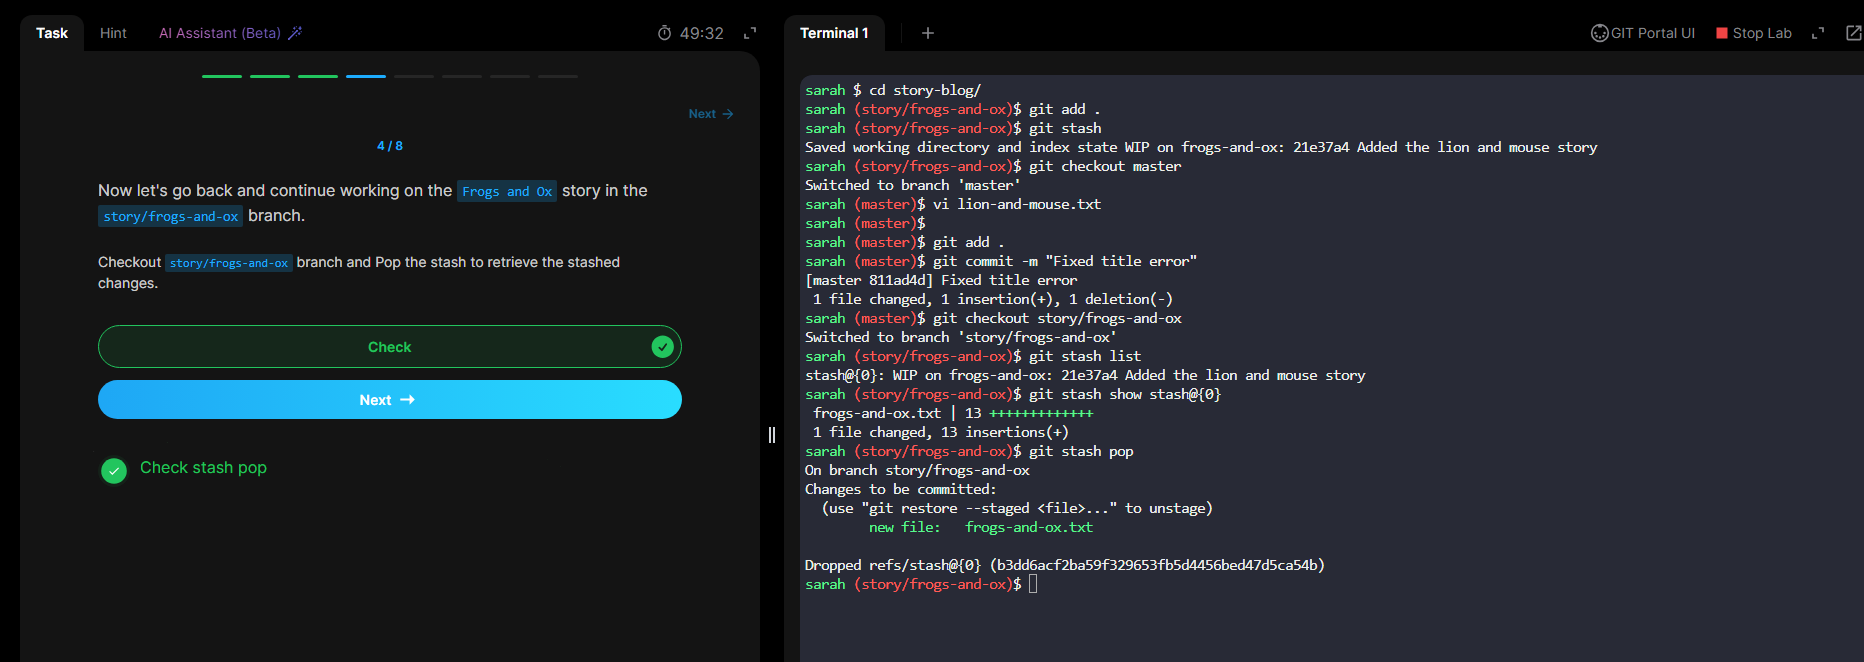 Task Hint AI Assistant (Beta) 49:32
Next →
4 / 8
Now let's go back and continue working on the Frogs and Ox story in the
story/frogs-and-ox branch.
Checkout story/frogs-and-ox branch and Pop the stash to retrieve the stashed
changes.
Check
Next →
Check stash pop
Terminal 1 + GIT Portal UI Stop Lab
sarah $ cd story-blog/
sarah (story/frogs-and-ox)$ git add .
sarah (story/frogs-and-ox)$ git stash
Saved working directory and index state WIP on frogs-and-ox: 21e37a4 Added the lion and mouse story
sarah (story/frogs-and-ox)$ git checkout master
Switched to branch 'master'
sarah (master)$ vi lion-and-mouse.txt
sarah (master)$
sarah (master)$ git add .
sarah (master)$ git commit -m "Fixed title error"
[master 811ad4d] Fixed title error
 1 file changed, 1 insertion(+), 1 deletion(-)
sarah (master)$ git checkout story/frogs-and-ox
Switched to branch 'story/frogs-and-ox'
sarah (story/frogs-and-ox)$ git stash list
stash@{0}: WIP on frogs-and-ox: 21e37a4 Added the lion and mouse story
sarah (story/frogs-and-ox)$ git stash show stash@{0}
 frogs-and-ox.txt | 13 +++++++++++++
 1 file changed, 13 insertions(+)
sarah (story/frogs-and-ox)$ git stash pop
On branch story/frogs-and-ox
Changes to be committed:
  (use "git restore --staged <file>..." to unstage)
        new file:   frogs-and-ox.txt
Dropped refs/stash@{0} (b3dd6acf2ba59f329653fb5d4456bed47d5ca54b)
sarah (story/frogs-and-ox)$